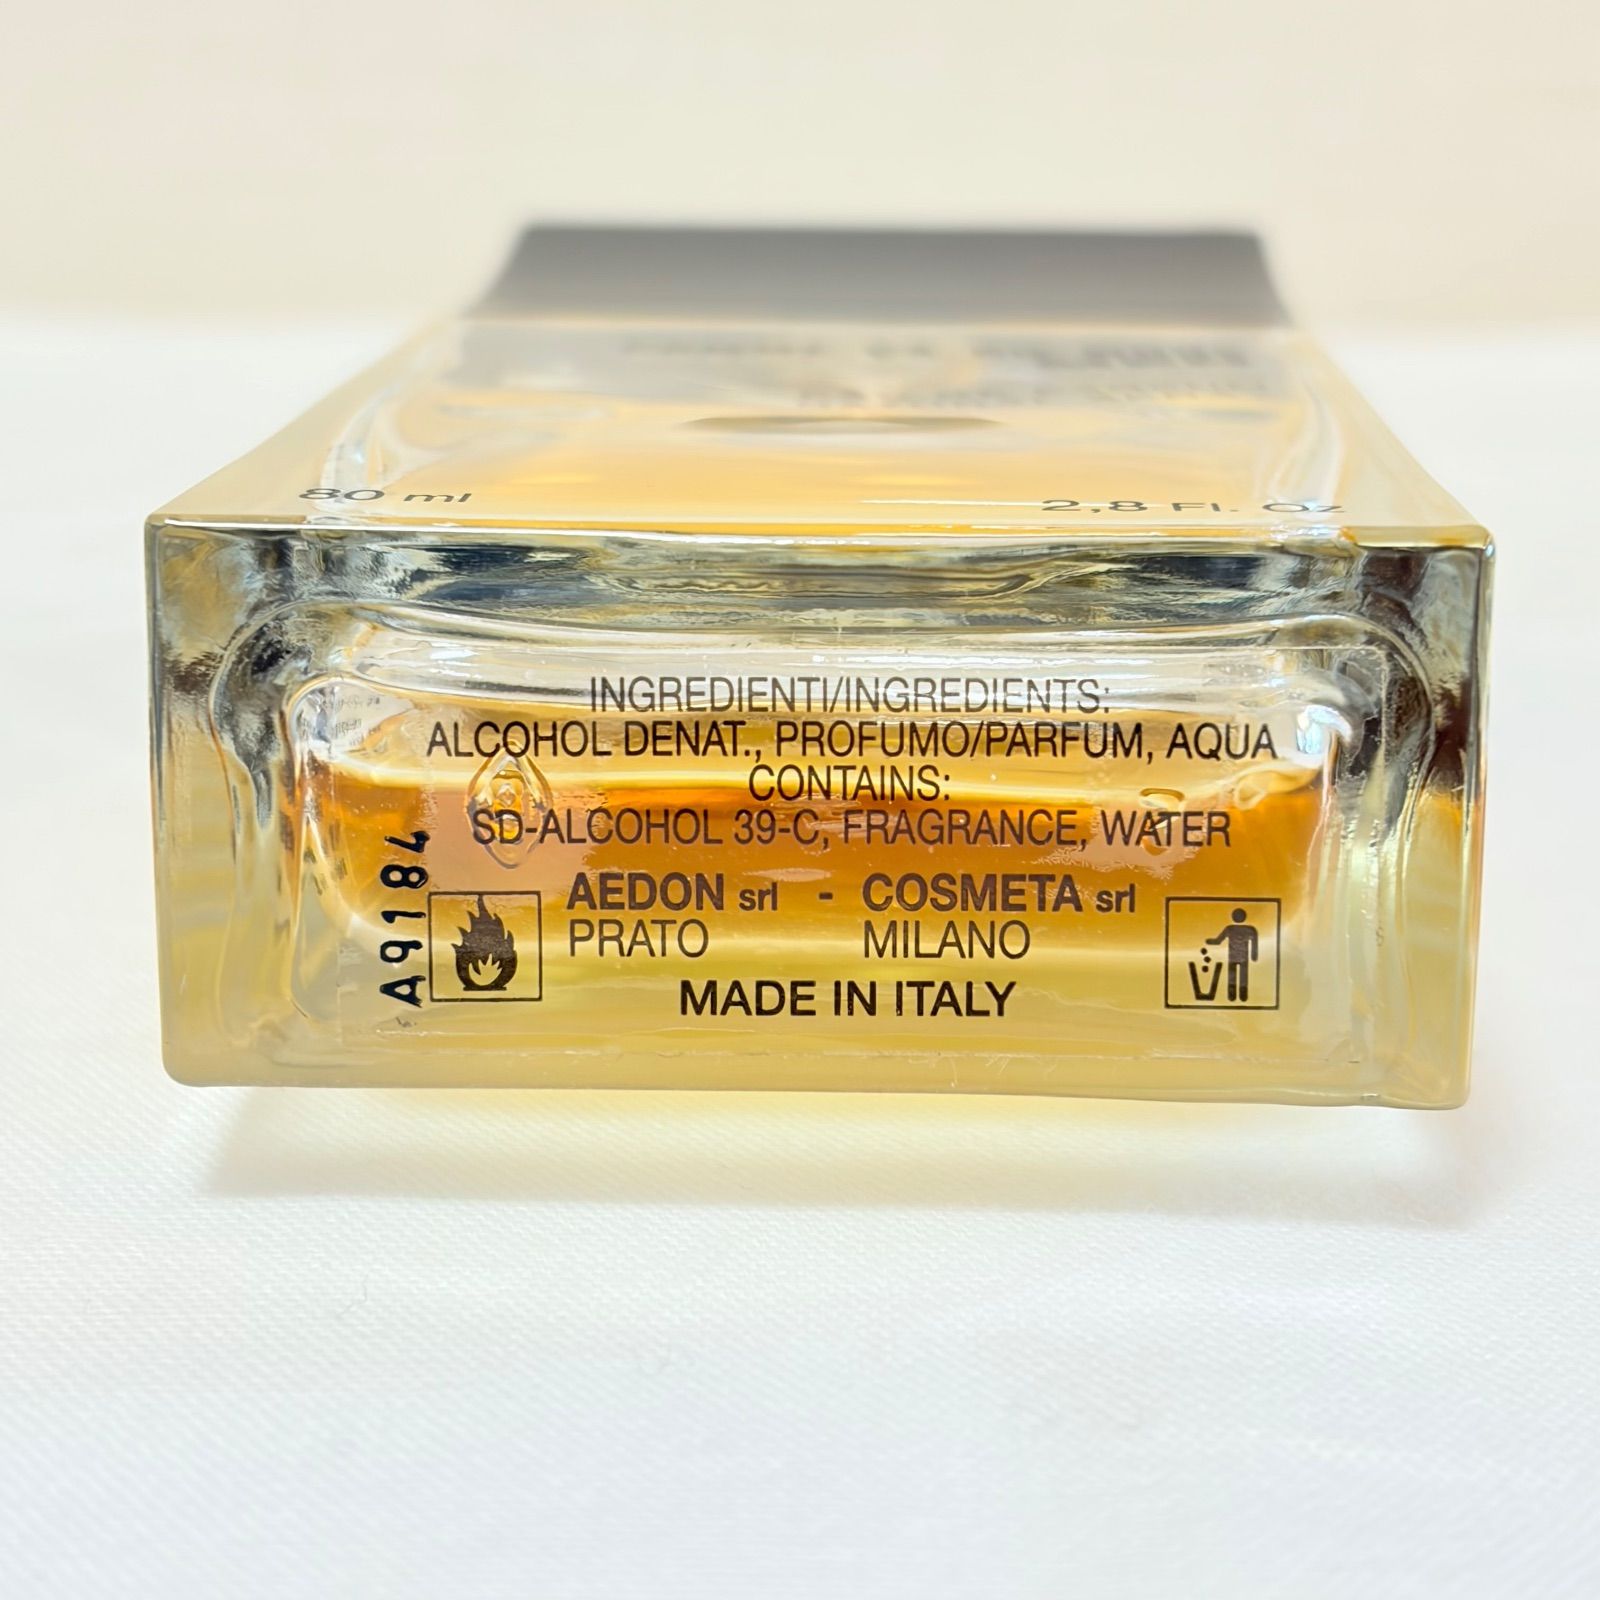 80 ml
2,8 Fl. Oz
INGREDIENTI/INGREDIENTS:
ALCOHOL DENAT., PROFUMO/PARFUM, AQUA
CONTAINS:
SD-ALCOHOL 39-C, FRAGRANCE, WATER
AEDON srl - COSMETA srl
PRATO MILANO
MADE IN ITALY
A9184